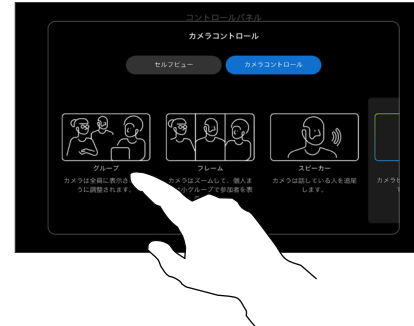 コントロールパネル
カメラコントロール
セルフビュー
カメラコントロール
グループ
カメラは全員に表示さ
うに調整されます。
フレーム
カメラはズームして、個人ま
小グループで参加者を表
スピーカー
カメラは話している人を追尾
します。
カメラ